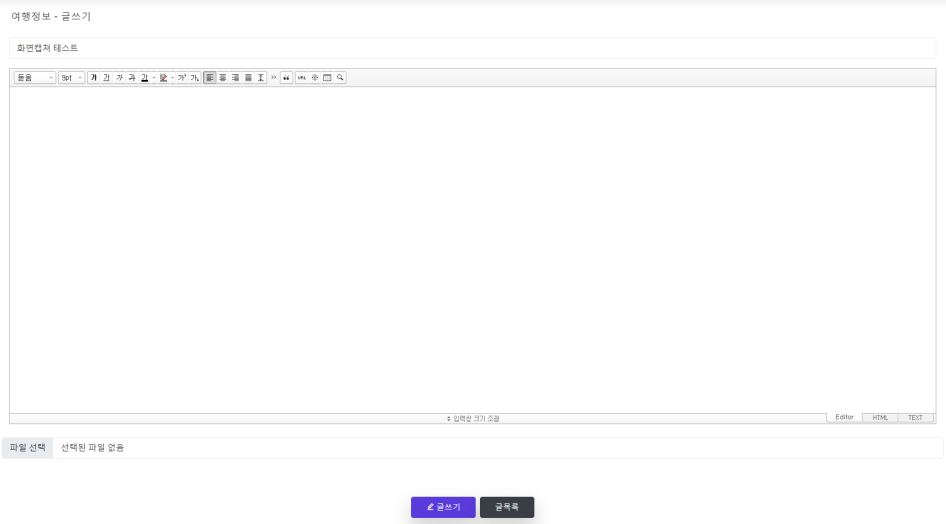 여행정보 - 글쓰기
화면캡쳐 테스트
돋움 9pt 가 가 가 가 가 가 가 URL
입력창 크기 조절 Editor HTML TEXT
파일 선택 선택된 파일 없음
글쓰기 글목록